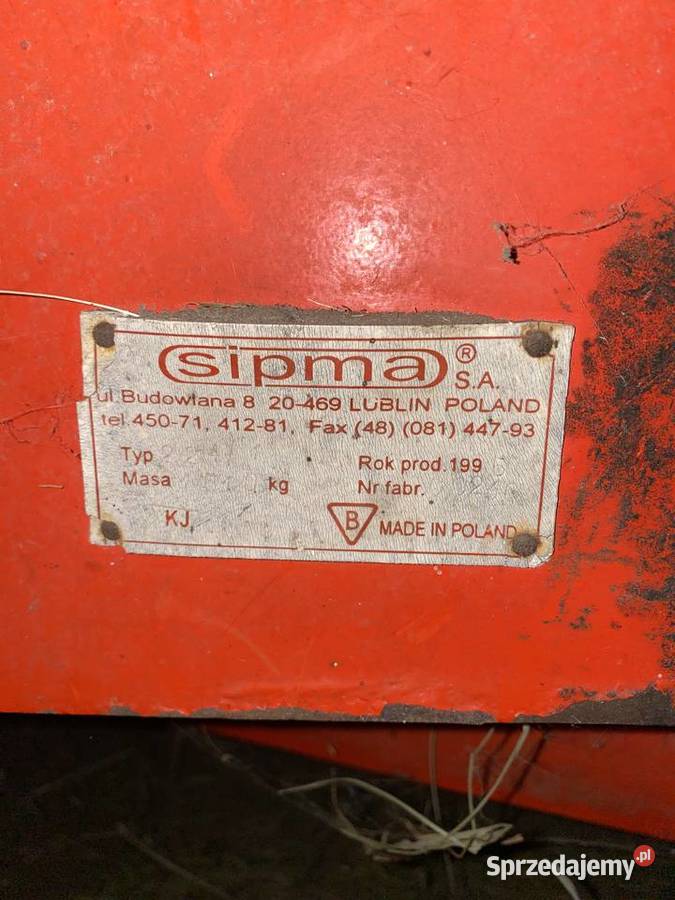 sipma ® S.A.
ul.Budowlana 8 20-469 LUBLIN POLAND
tel.450-71, 412-81, Fax (48) (081) 447-93
Typ
Rok prod.199
Masa kg
Nr fabr.
KJ
B MADE IN POLAND
Sprzedajemy.pl